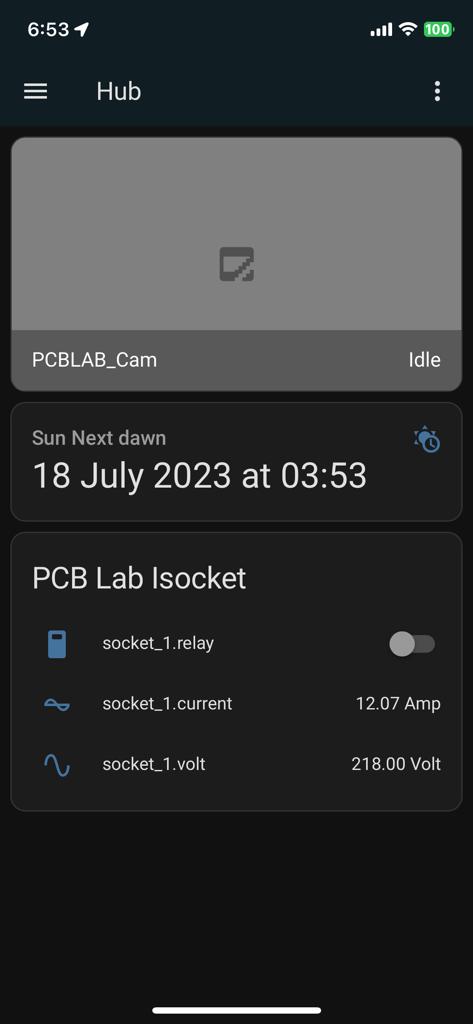 6:53
100
Hub
PCBLAB_Cam
Idle
Sun Next dawn
18 July 2023 at 03:53
PCB Lab Isocket
socket_1.relay
socket_1.current
12.07 Amp
socket_1.volt
218.00 Volt